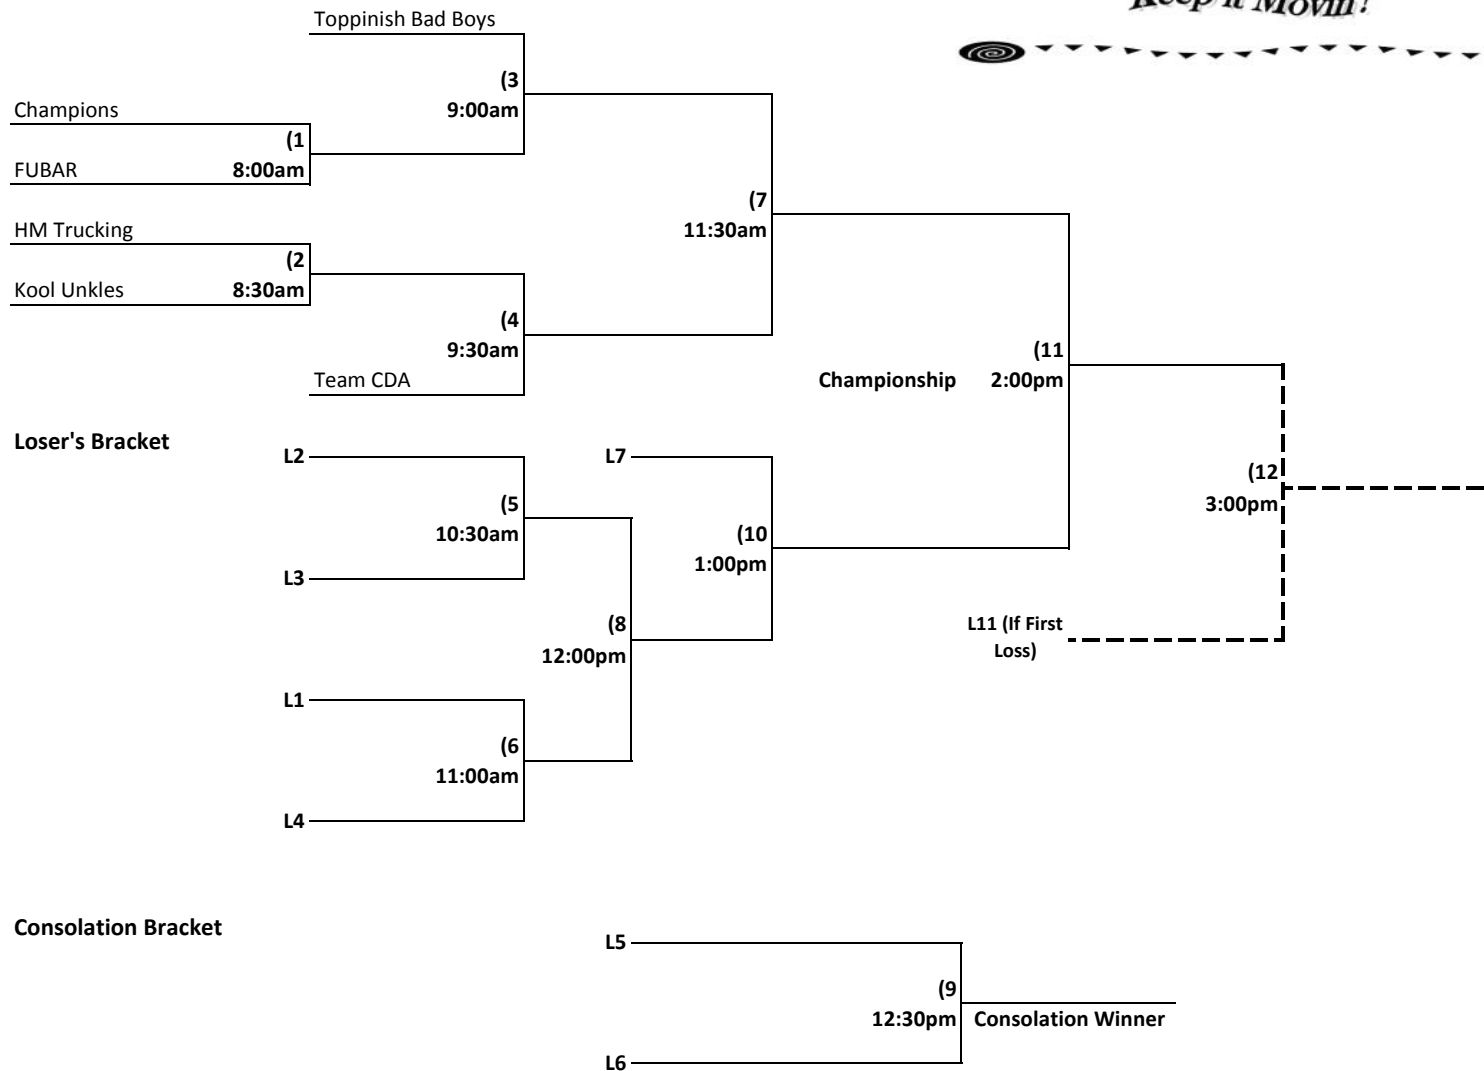 Keep it Movin!
Toppinish Bad Boys
(3
9:00am
Champions
(1
FUBAR 8:00am
(7
11:30am
HM Trucking
(2
Kool Unkles 8:30am
(4
9:30am
Team CDA
(11
Championship 2:00pm
Loser's Bracket
L2
L7
(12
3:00pm
(5
10:30am
(10
1:00pm
L3
(8
12:00pm
L11 (If First
Loss)
L1
(6
11:00am
L4
Consolation Bracket
L5
(9
12:30pm Consolation Winner
L6